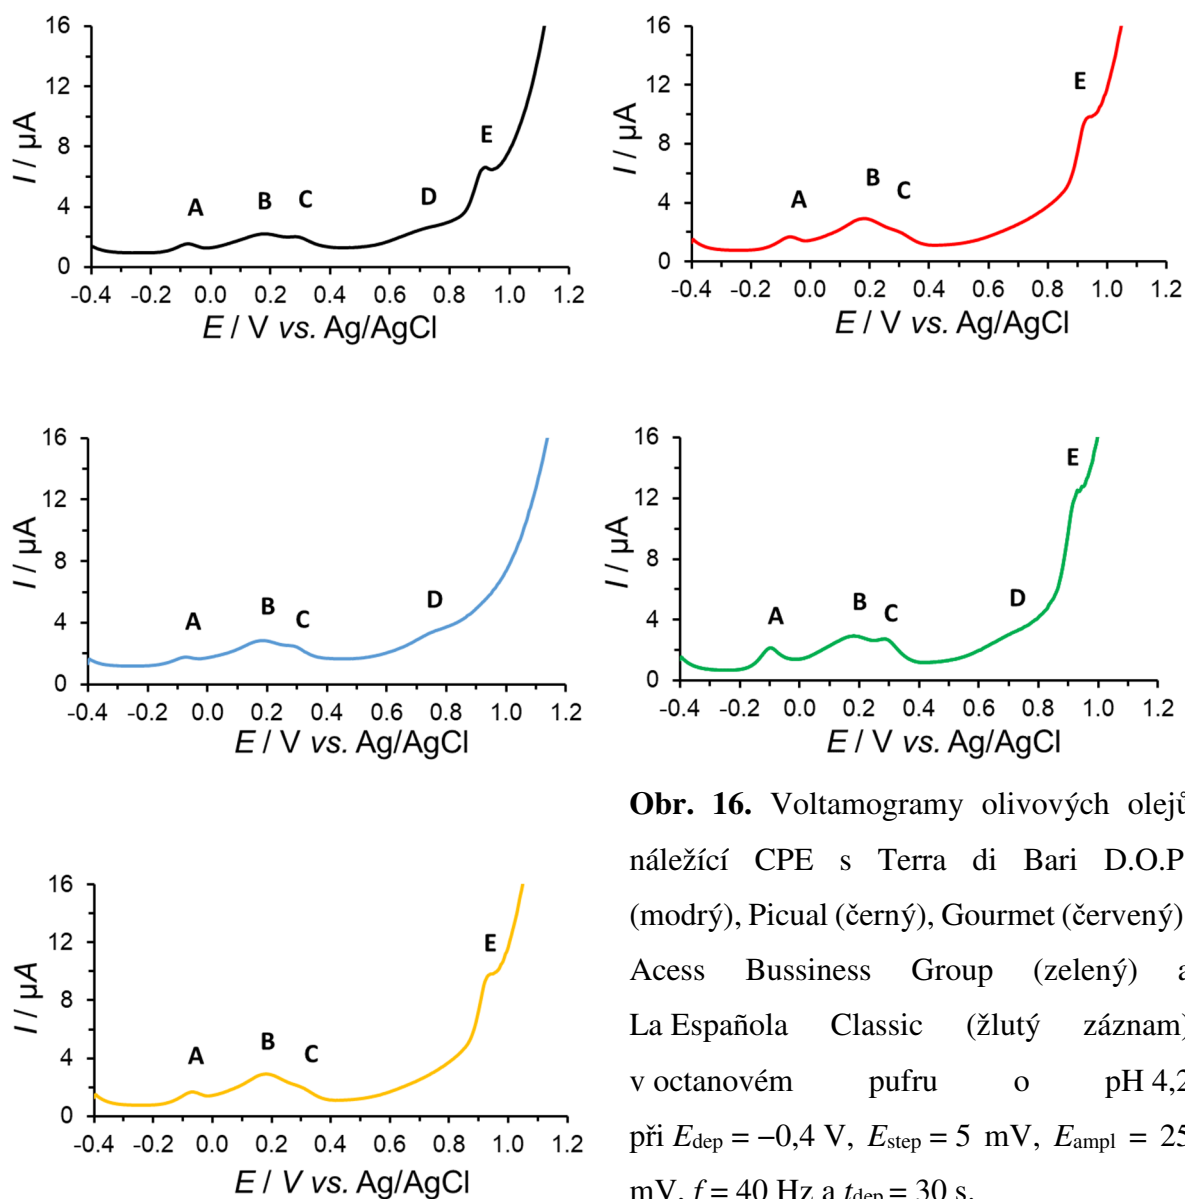 16
12
8
4
0
I / µA
A
B
C
D
E
-0.4 -0.2 0.0 0.2 0.4 0.6 0.8 1.0 1.2
E / V vs. Ag/AgCl
16
12
8
4
0
I / µA
A
B
C
E
-0.4 -0.2 0.0 0.2 0.4 0.6 0.8 1.0 1.2
E / V vs. Ag/AgCl
16
12
8
4
0
I / µA
A
B
C
D
-0.4 -0.2 0.0 0.2 0.4 0.6 0.8 1.0 1.2
E / V vs. Ag/AgCl
16
12
8
4
0
I / µA
A
B
C
D
E
-0.4 -0.2 0.0 0.2 0.4 0.6 0.8 1.0 1.2
E / V vs. Ag/AgCl
16
12
8
4
0
I / µA
A
B
C
E
-0.4 -0.2 0.0 0.2 0.4 0.6 0.8 1.0 1.2
E / V vs. Ag/AgCl
Obr. 16. Voltamogramy olivových olejů
náležící CPE s Terra di Bari D.O.P.
(modrý), Picual (černý), Gourmet (červený)
Acess Bussiness Group (zelený) a
La Española Classic (žlutý záznam)
v octanovém pufru o pH 4,2
při Edep = −0,4 V, Estep = 5 mV, Eampl = 25
mV, f = 40 Hz a tdep = 30 s.